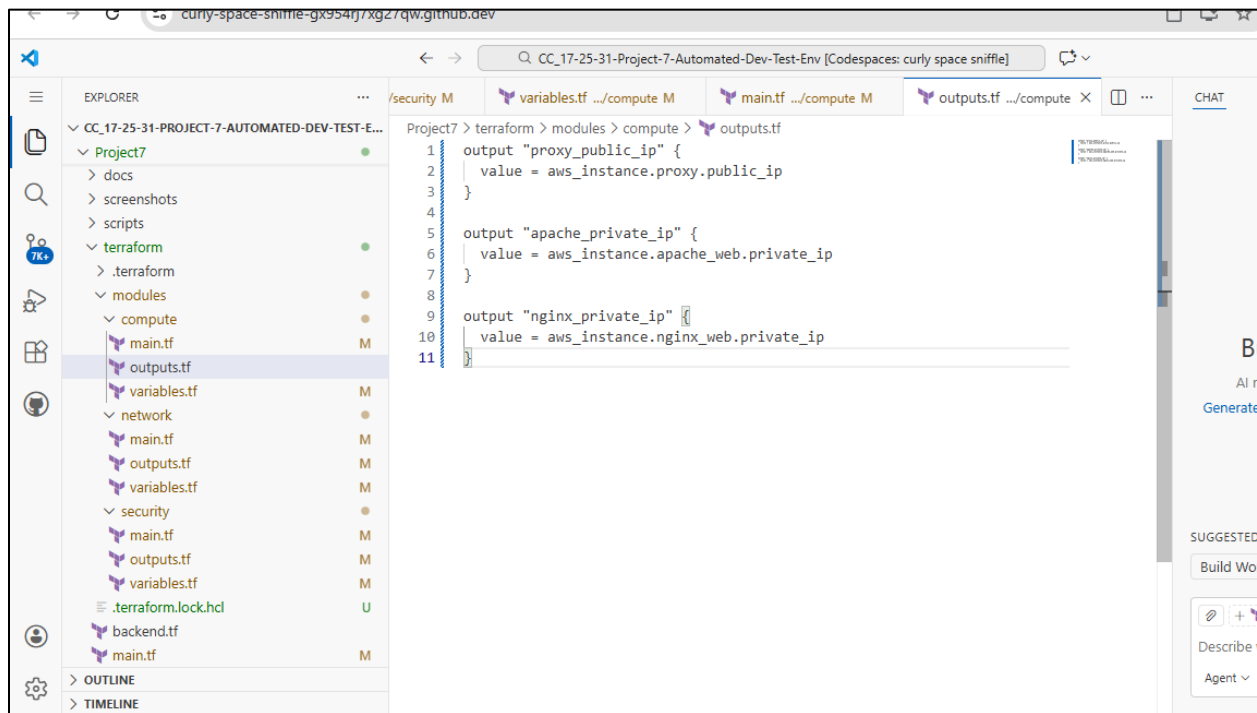 curly-space-sniffle-gx954rj7xg27qw.github.dev
CC_17-25-31-Project-7-Automated-Dev-Test-Env [Codespaces: curly space sniffle]
EXPLORER
/security M
variables.tf .../compute M
main.tf .../compute M
outputs.tf .../compute
CHAT
CC_17-25-31-PROJECT-7-AUTOMATED-DEV-TEST-E...
Project7 > terraform > modules > compute > outputs.tf
Project7
docs
screenshots
scripts
7K+
terraform
.terraform
modules
compute
main.tf M
outputs.tf
variables.tf M
network
main.tf M
outputs.tf M
variables.tf M
security
main.tf M
outputs.tf M
variables.tf M
.terraform.lock.hcl U
backend.tf
main.tf M
OUTLINE
TIMELINE
1 output "proxy_public_ip" {
2 value = aws_instance.proxy.public_ip
3 }
4
5 output "apache_private_ip" {
6 value = aws_instance.apache_web.private_ip
7 }
8
9 output "nginx_private_ip" {
10 value = aws_instance.nginx_web.private_ip
11 }
B
AI
Generate
SUGGESTED
Build Wo
Describe
Agent